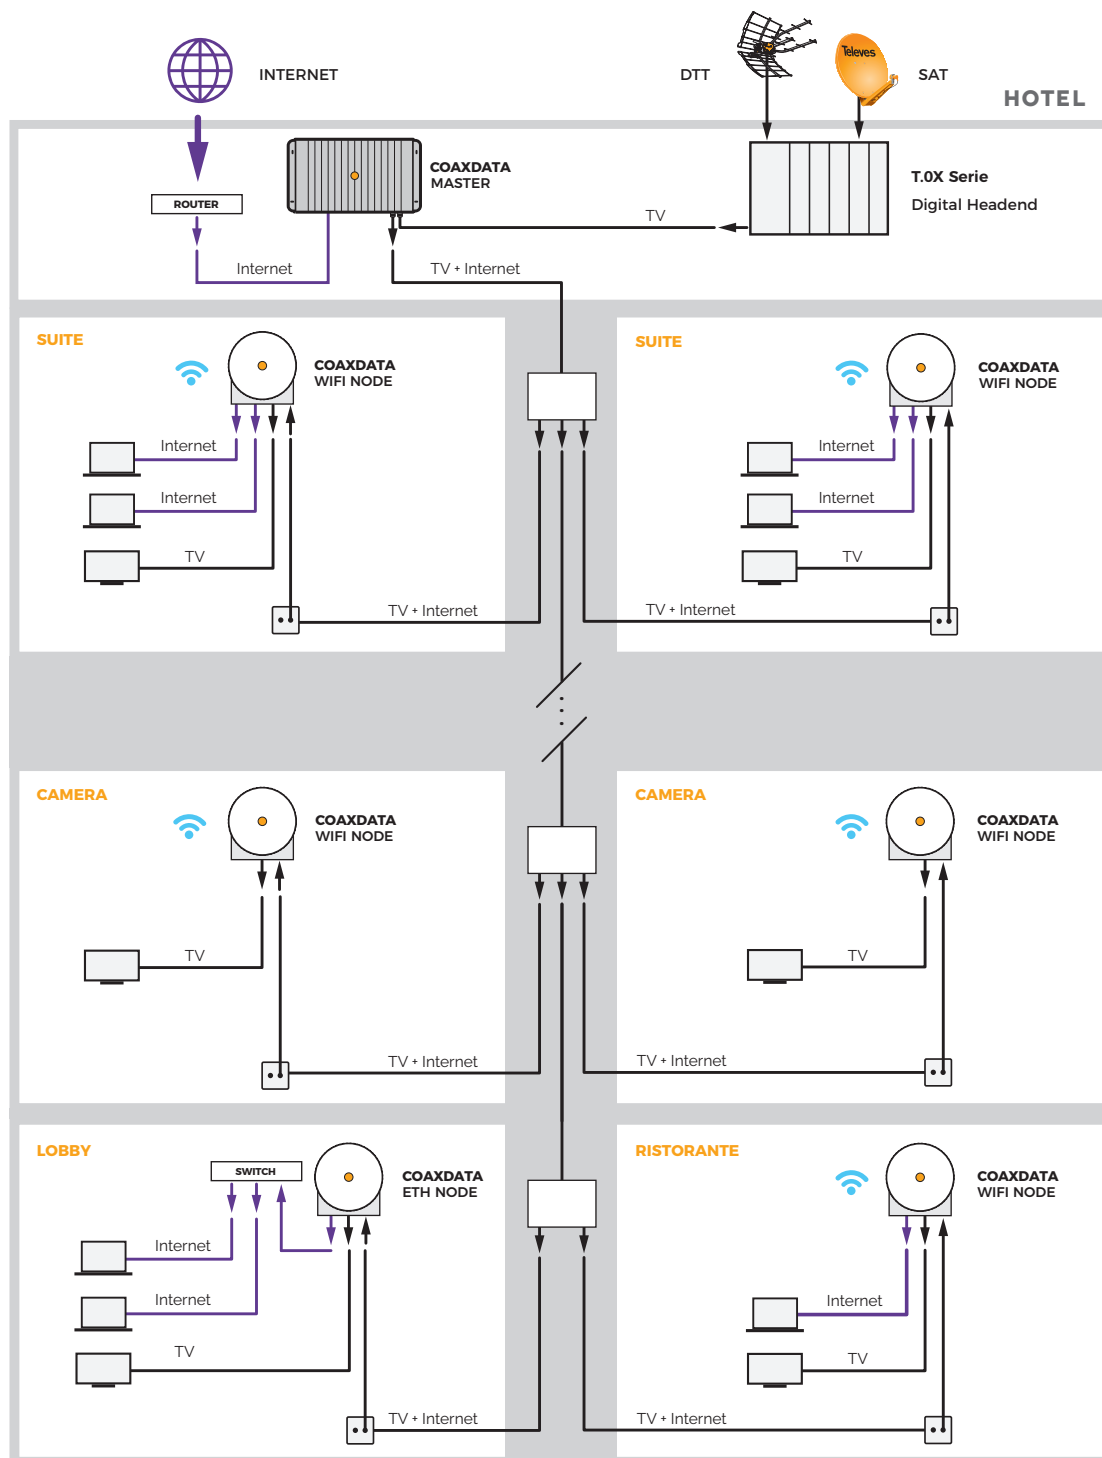 INTERNET
DTT
Televes
SAT
HOTEL
COAXDATA
MASTER
T.0X Serie
Digital Headend
ROUTER
TV
Internet
TV + Internet
SUITE
COAXDATA
WIFI NODE
Internet
Internet
TV
TV + Internet
SUITE
COAXDATA
WIFI NODE
Internet
Internet
TV
TV + Internet
CAMERA
COAXDATA
WIFI NODE
TV
TV + Internet
CAMERA
COAXDATA
WIFI NODE
TV
TV + Internet
LOBBY
SWITCH
COAXDATA
ETH NODE
Internet
Internet
TV
TV + Internet
RISTORANTE
COAXDATA
WIFI NODE
Internet
TV
TV + Internet